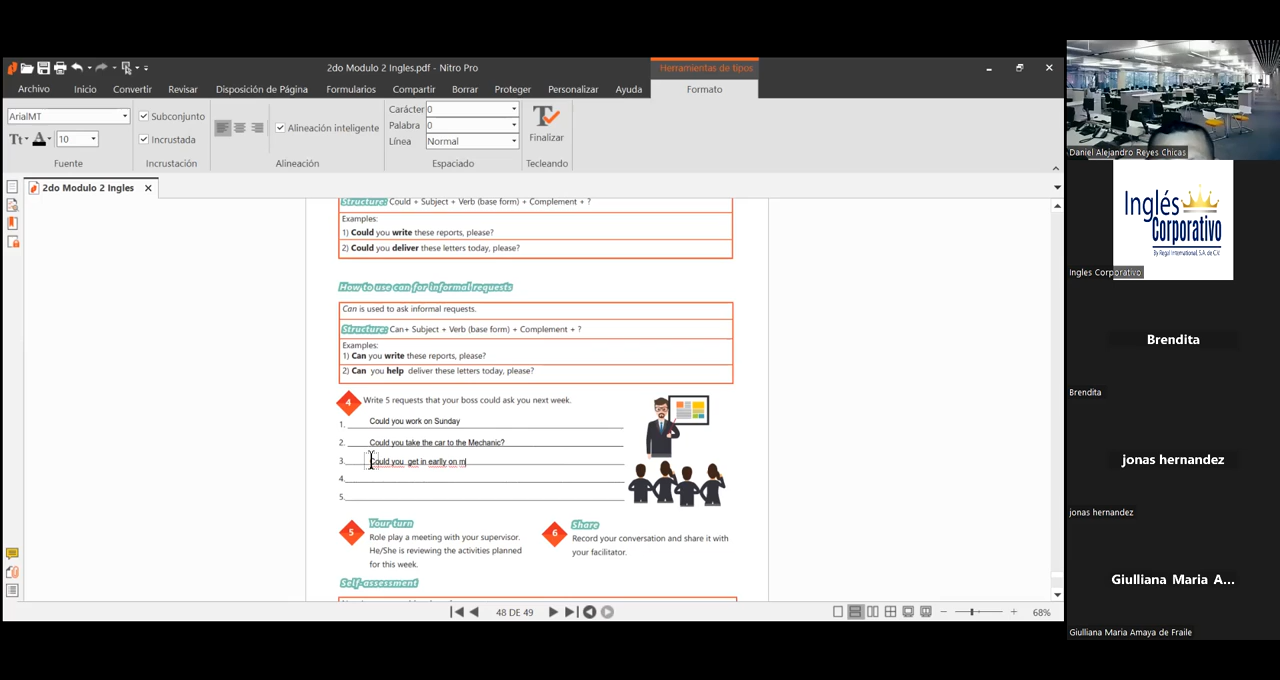 2do Modulo 2 Ingles.pdf - Nitro Pro
Herramientas de tipos
Archivo Inicio Convertir Revisar Disposición de Página Formularios Compartir Borrar Proteger Personalizar Ayuda Formato
ArialMT
Subconjunto
Alineación inteligente
Carácter 0
Palabra 0
Línea Normal
Finalizar
10
Incrustada
Fuente Incrustación Alineación Espaciado Tecleando
2do Modulo 2 Ingles
Structure: Could + Subject + Verb (base form) + Complement + ?
Examples:
1) Could you write these reports, please?
2) Could you deliver these letters today, please?
How to use can for informal requests
Can is used to ask informal requests.
Structure: Can+ Subject + Verb (base form) + Complement + ?
Examples:
1) Can you write these reports, please?
2) Can you help deliver these letters today, please?
4 Write 5 requests that your boss could ask you next week.
1. Could you work on Sunday
2. Could you take the car to the Mechanic?
3. Could you get in earlly on m
4.
5.
5 Your turn
Role play a meeting with your supervisor.
He/She is reviewing the activities planned
for this week.
6 Share
Record your conversation and share it with
your facilitator.
Self-assessment
48 DE 49
68%
Daniel Alejandro Reyes Chicas
Inglés
Corporativo
By Regal International, S.A. de C.V.
Ingles Corporativo
Brendita
Brendita
jonas hernandez
jonas hernandez
Giulliana Maria A...
Giulliana Maria Amaya de Fraile